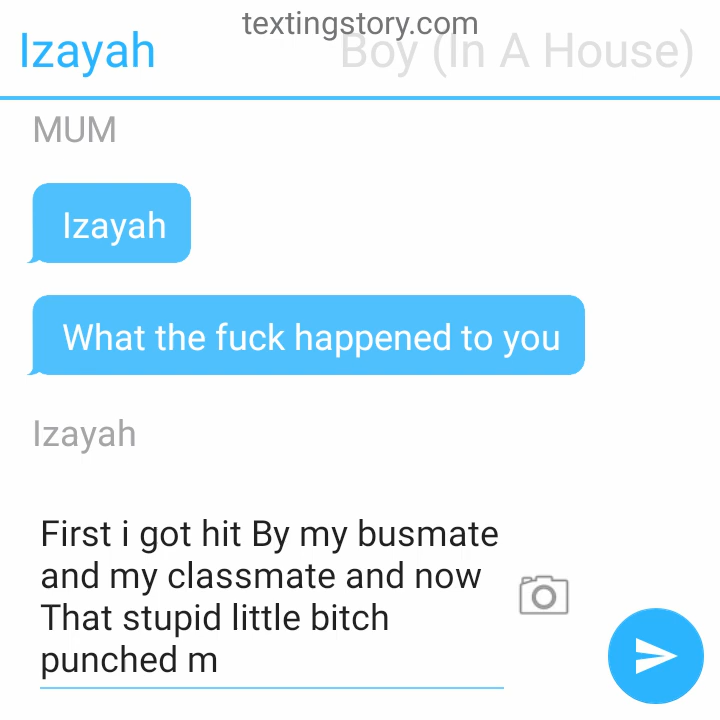 textingstory.com
Izayah
Boy (In A House)
MUM
Izayah
What the fuck happened to you
Izayah
First i got hit By my busmate
and my classmate and now
That stupid little bitch
punched m